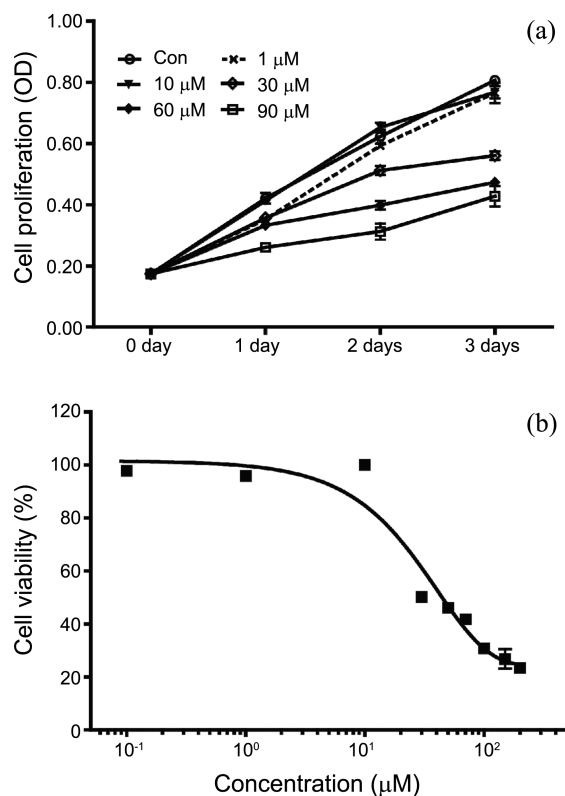 (a)
Cell proliferation (OD)
1.00
0.80
0.60
0.40
0.20
0.00
Con
1 μM
10 μM
30 μM
60 μM
90 μM
0 day
1 day
2 days
3 days
(b)
Cell viability (%)
120
100
80
60
40
20
0
10⁻¹
10⁰
10¹
10²
Concentration (μM)